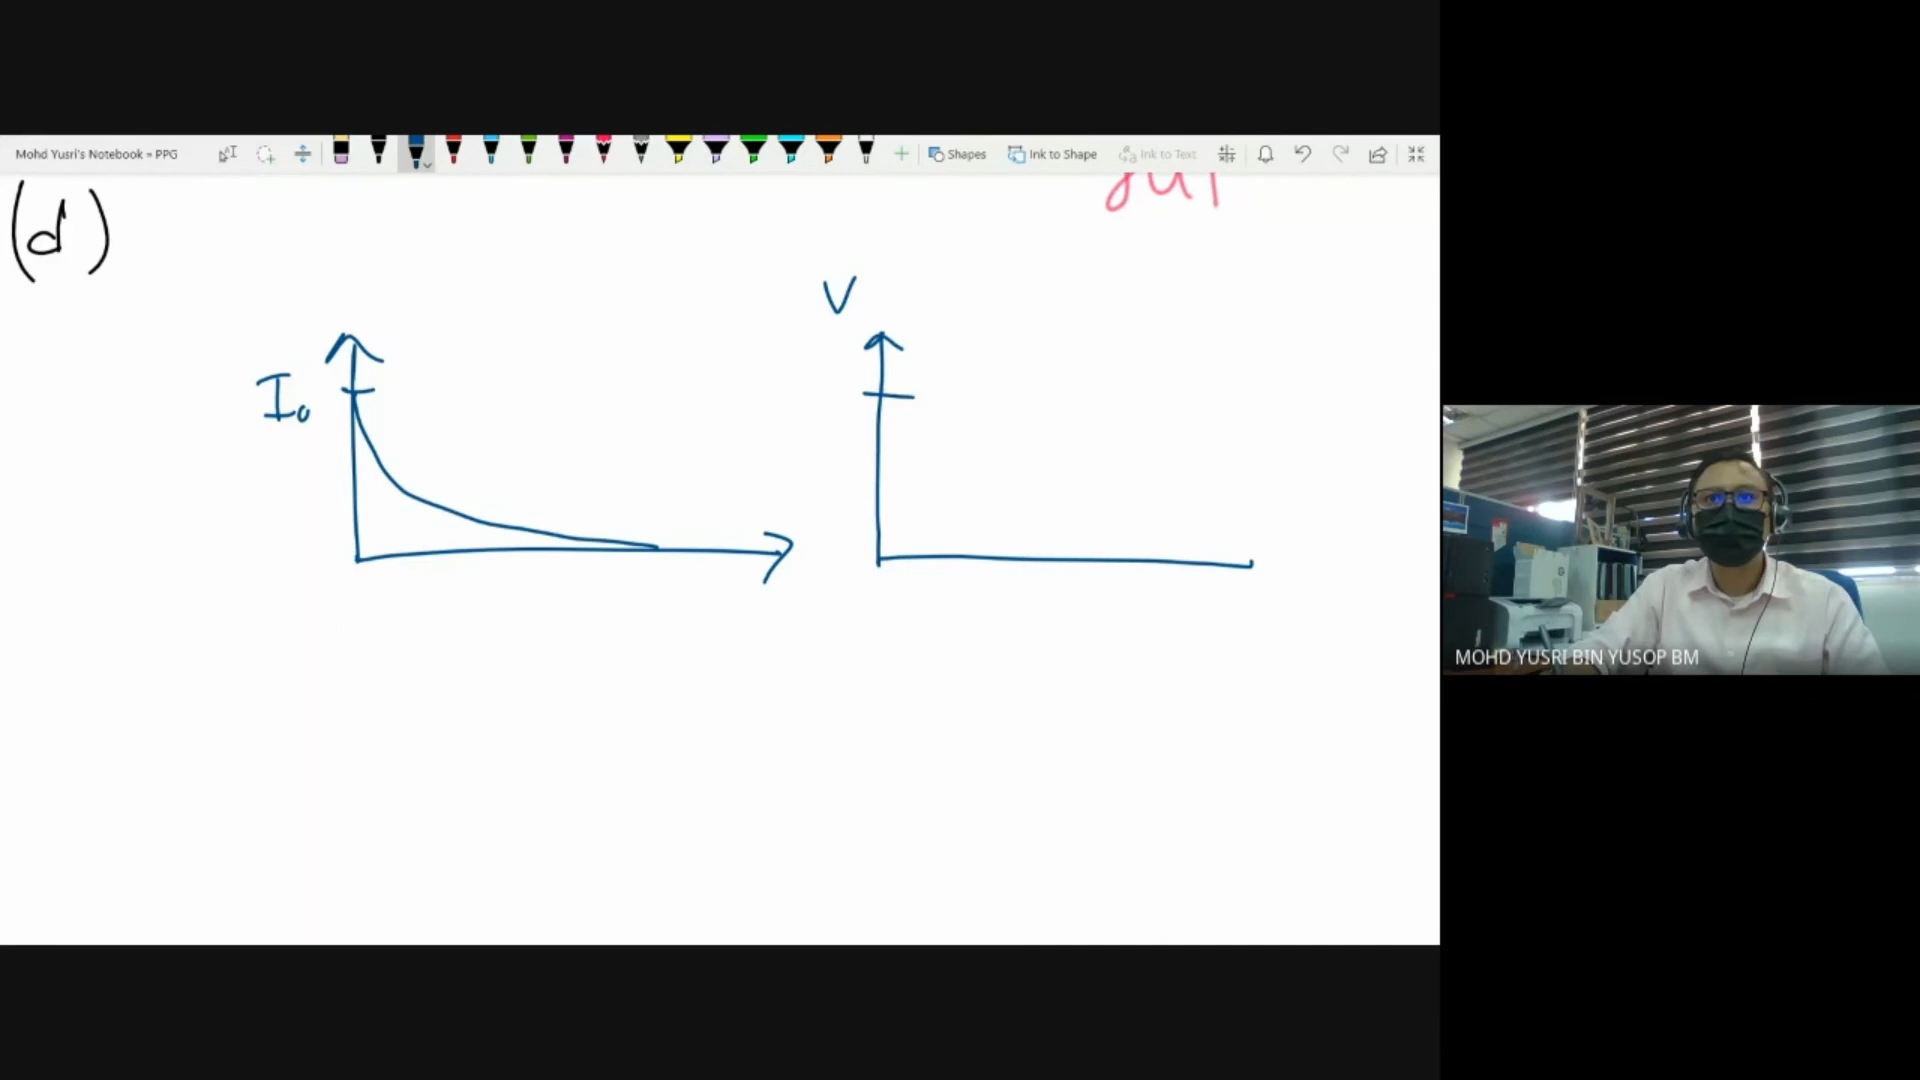 Mohd Yusri's Notebook » PPG
Shapes
Ink to Shape
Ink to Text
(d)
V
I₀
MOHD YUSRI BIN YUSOP BM